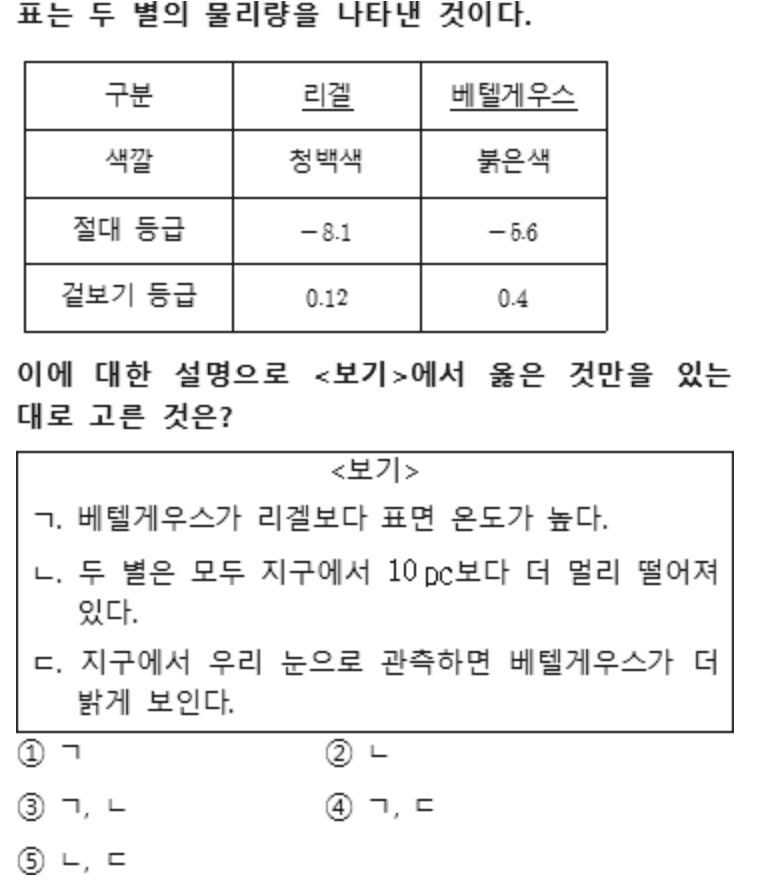 표는 두 별의 물리량을 나타낸 것이다.
구분 리겔 베텔게우스
색깔 청백색 붉은색
절대 등급 －8.1 －5.6
겉보기 등급 0.12 0.4
이에 대한 설명으로 <보기>에서 옳은 것만을 있는
대로 고른 것은?
<보기>
ㄱ. 베텔게우스가 리겔보다 표면 온도가 높다.
ㄴ. 두 별은 모두 지구에서 10 pc보다 더 멀리 떨어져
있다.
ㄷ. 지구에서 우리 눈으로 관측하면 베텔게우스가 더
밝게 보인다.
① ㄱ ② ㄴ
③ ㄱ, ㄴ ④ ㄱ, ㄷ
⑤ ㄴ, ㄷ